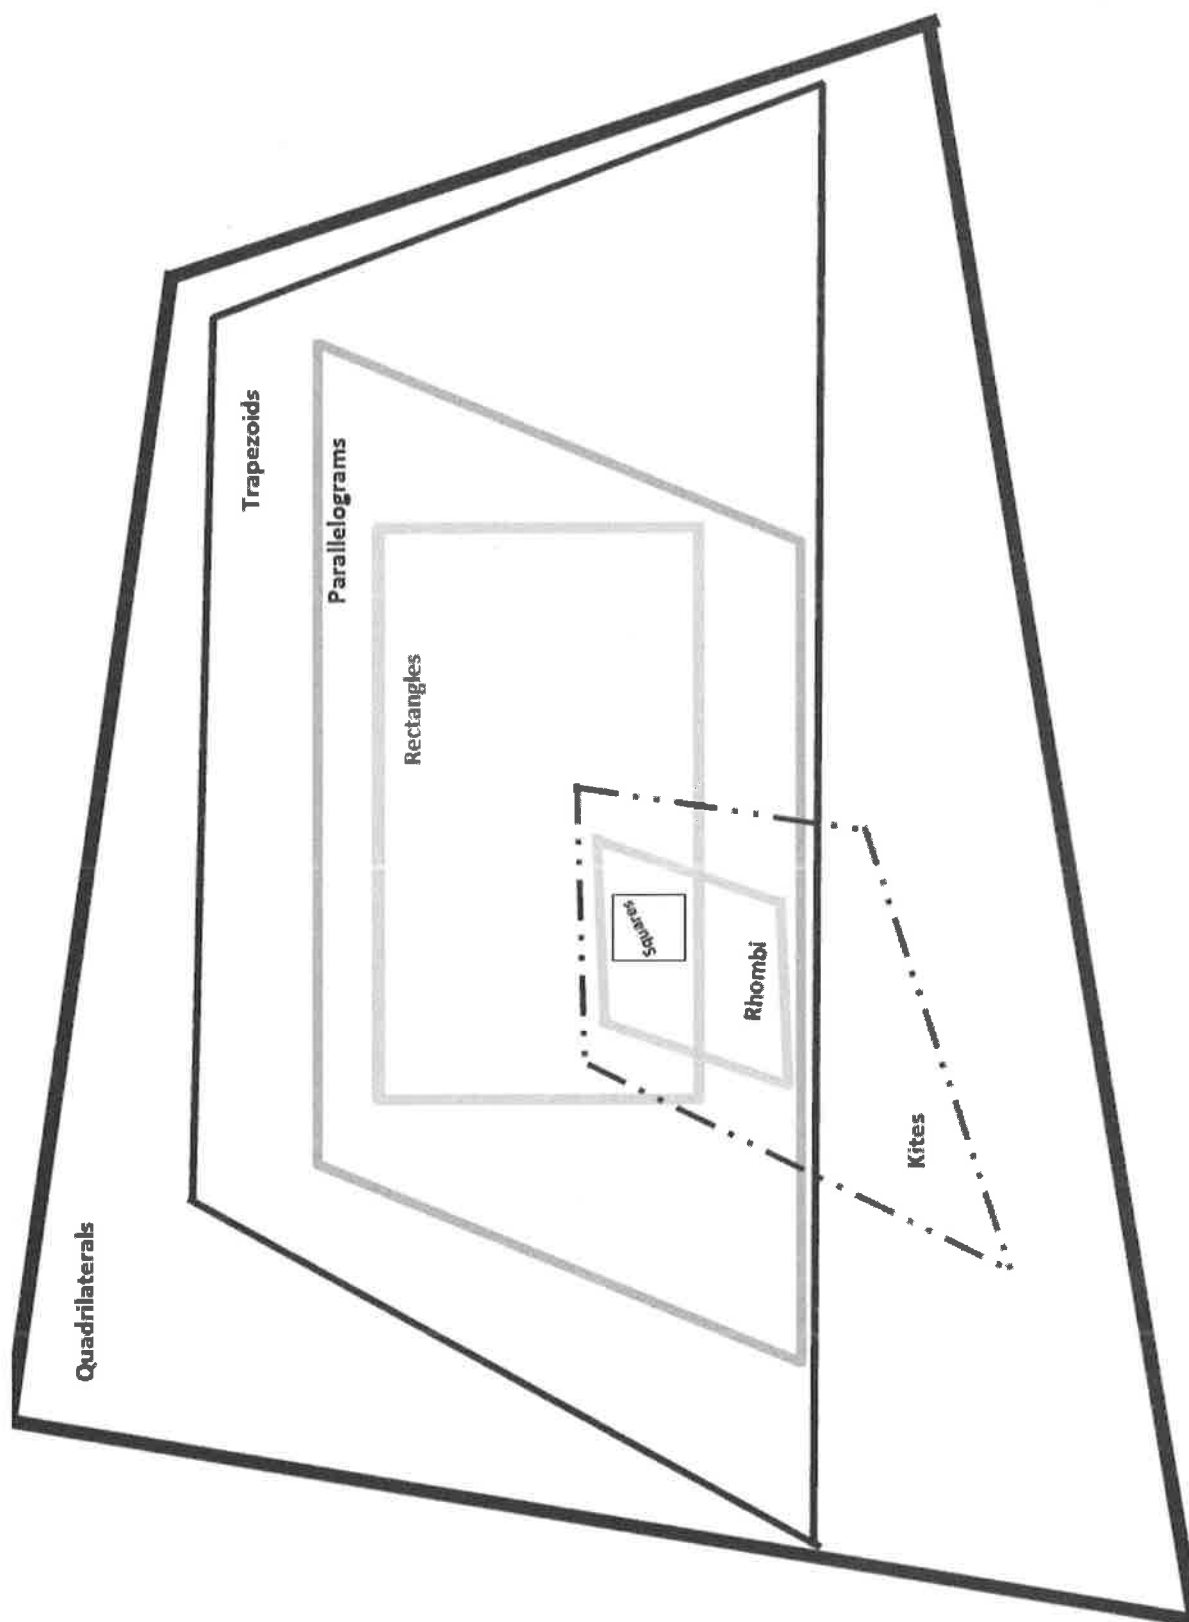 Quadrilaterals
Trapezoids
Parallelograms
Rectangles
Squares
Rhombi
Kites